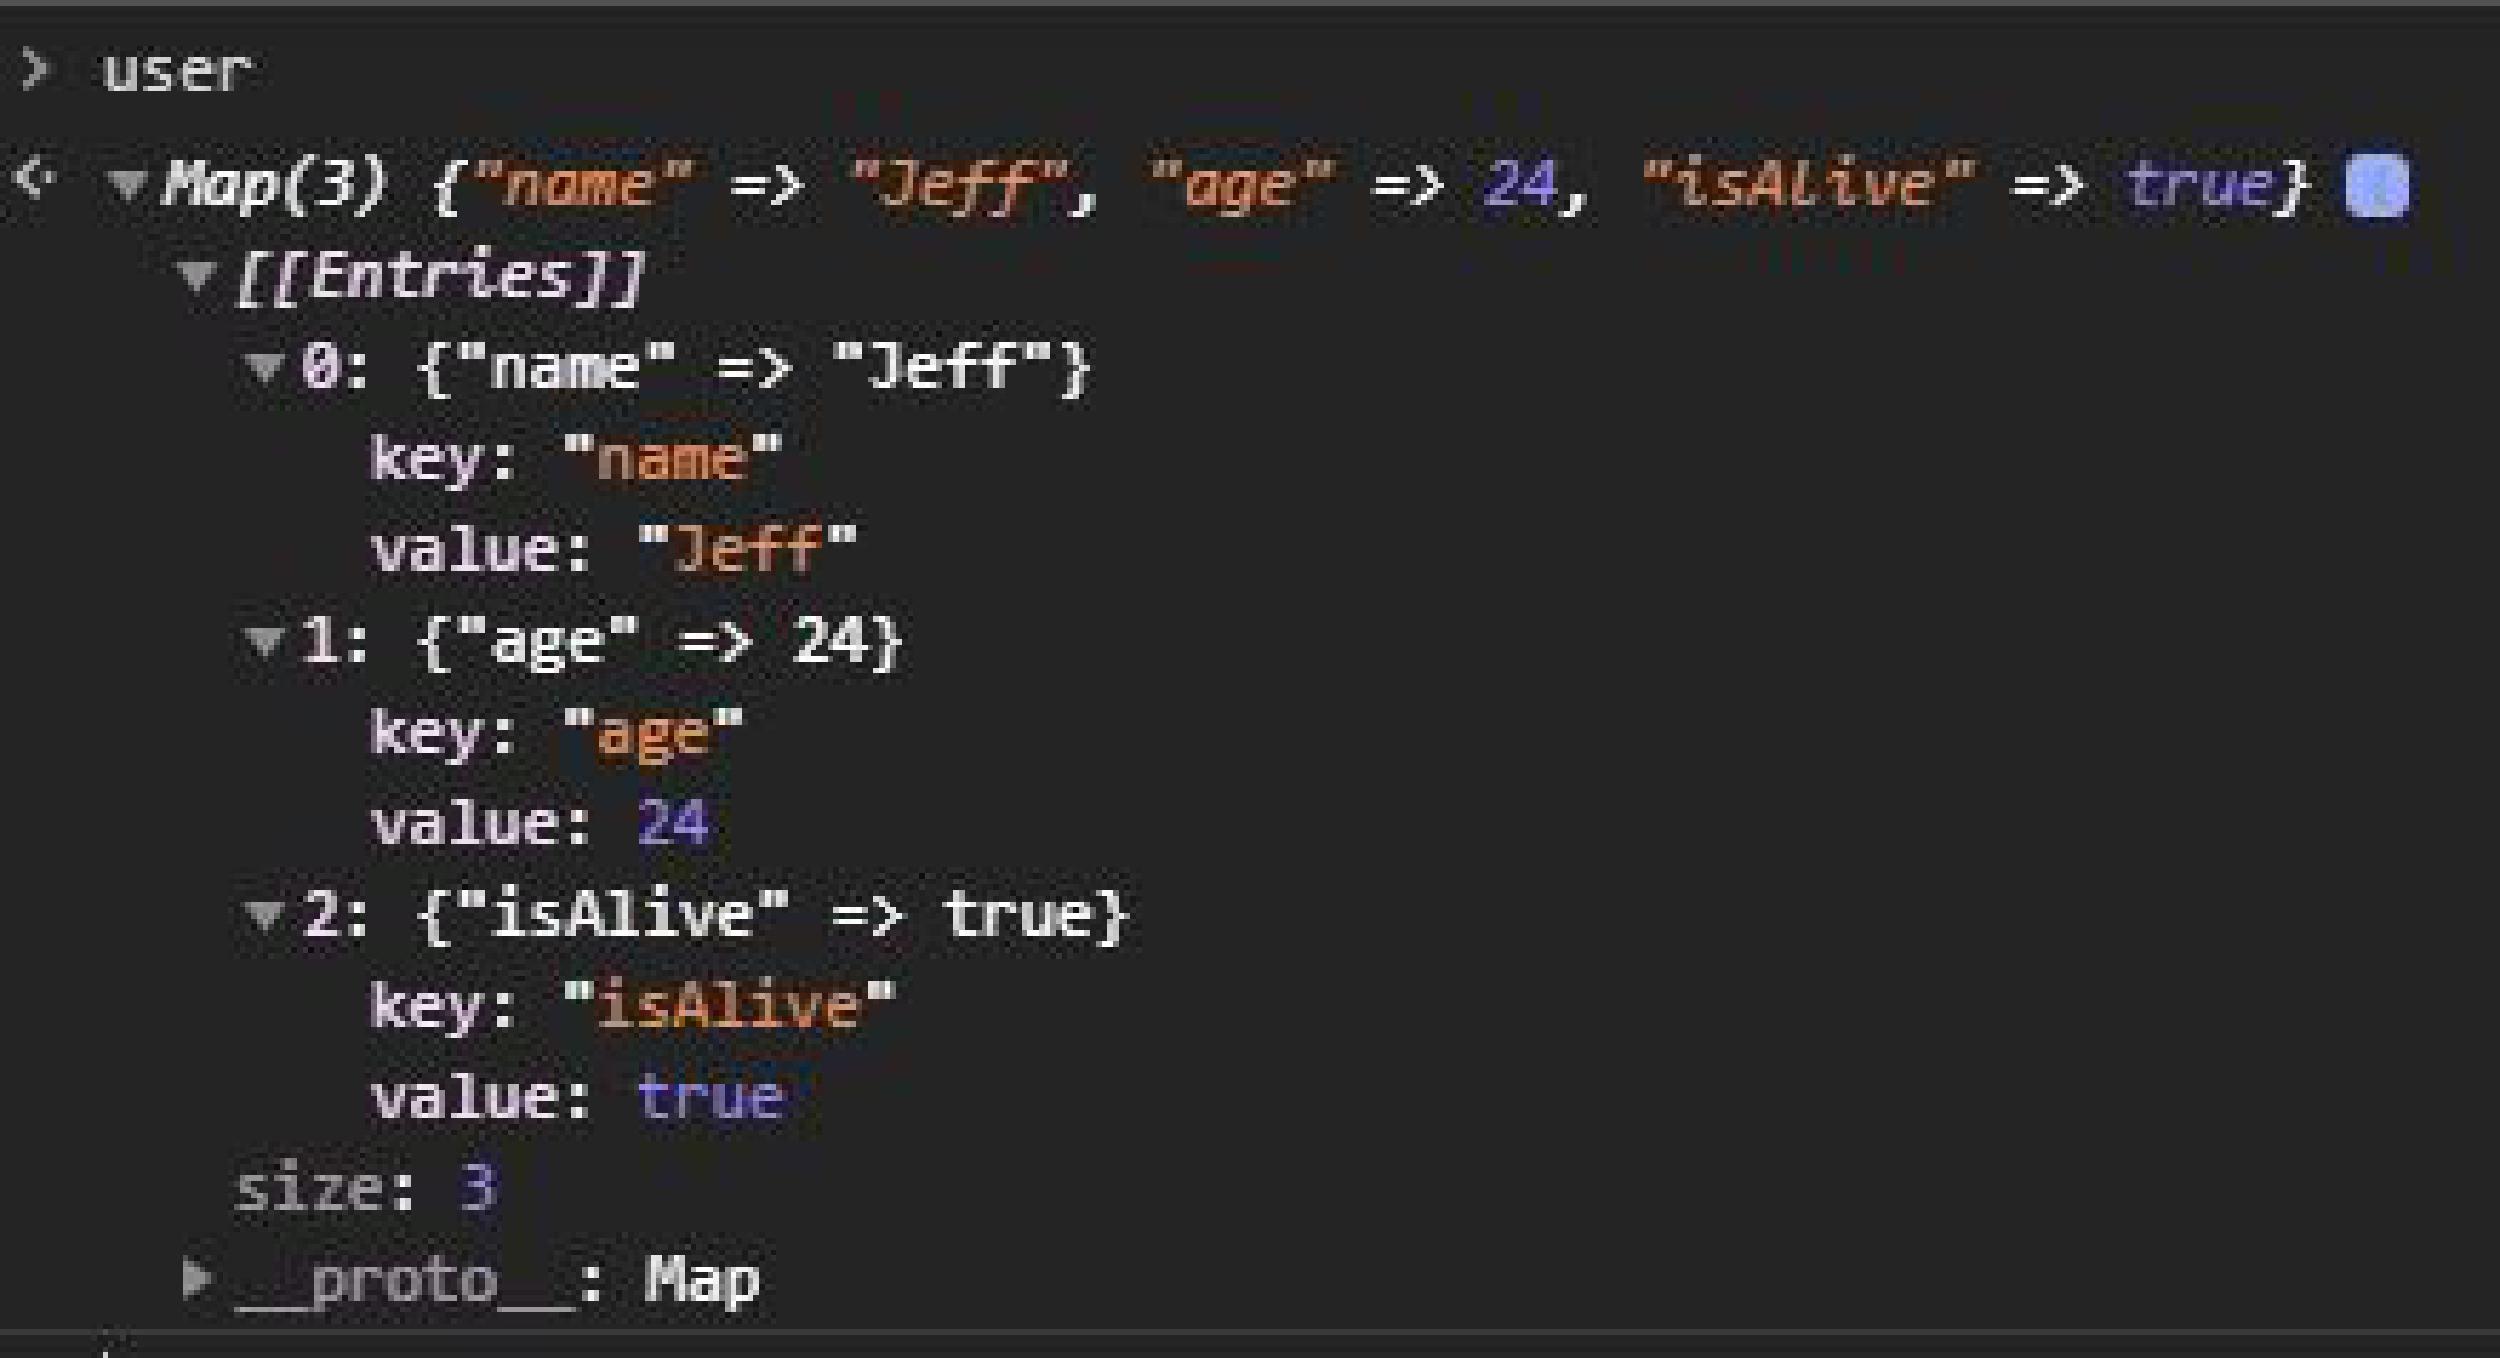 > user
Map(3) {"name" => "Jeff", "age" => 24, "isAlive" => true}
[[Entries]]
0: {"name" => "Jeff"}
key: "name"
value: "Jeff"
1: {"age" => 24}
key: "age"
value: 24
2: {"isAlive" => true}
key: "isAlive"
value: true
size: 3
__proto__: Map